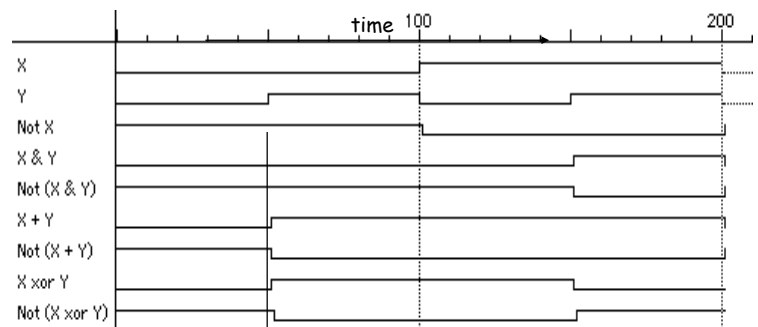 time 100 200
X
Y
Not X
X & Y
Not (X & Y)
X + Y
Not (X + Y)
X xor Y
Not (X xor Y)